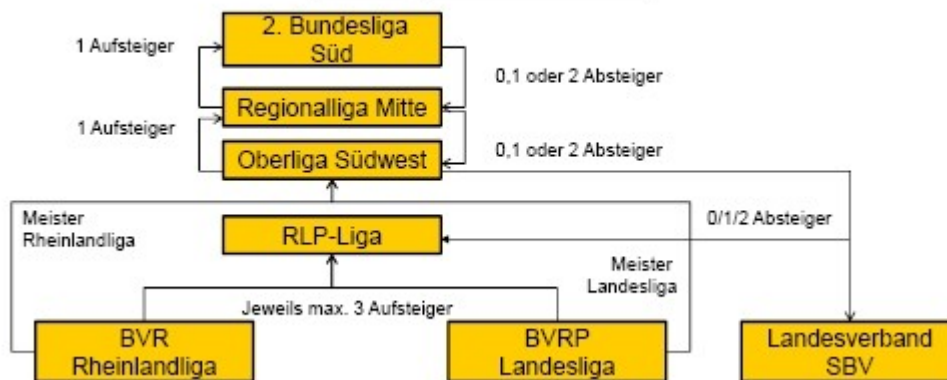 2. Bundesliga
Süd
1 Aufsteiger
0,1 oder 2 Absteiger
Regionalliga Mitte
1 Aufsteiger
Oberliga Südwest
0,1 oder 2 Absteiger
Meister
Rheinlandliga
RLP-Liga
0/1/2 Absteiger
Meister
Landesliga
Jeweils max. 3 Aufsteiger
BVR
Rheinlandliga
BVRP
Landesliga
Landesverband
SBV